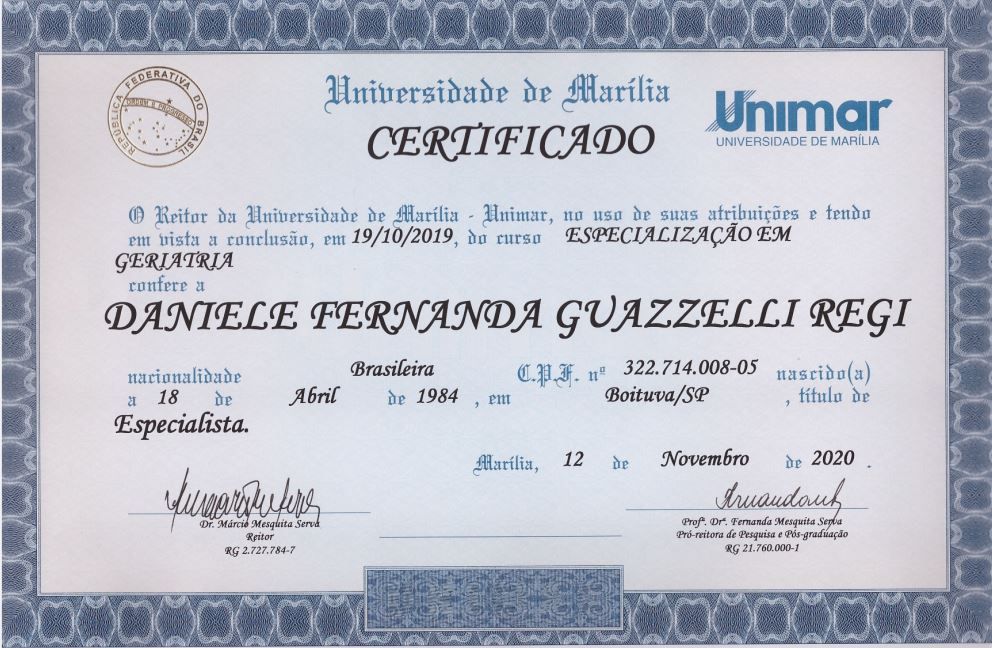 REPÚBLICA FEDERATIVA DO BRASIL
ORDEM E PROGRESSO
Universidade de Marília
CERTIFICADO
Unimar
UNIVERSIDADE DE MARÍLIA
O Reitor da Universidade de Marília - Unimar, no uso de suas atribuições e tendo
em vista a conclusão, em 19/10/2019, do curso ESPECIALIZAÇÃO EM
GERIATRIA
confere a
DANIELE FERNANDA GUAZZELLI REGI
nacionalidade Brasileira C.P.F. nº 322.714.008-05 nascido(a)
a 18 de Abril de 1984 , em Boituva/SP , título de
Especialista.
Marília, 12 de Novembro de 2020 .
Dr. Márcio Mesquita Serva
Reitor
RG 2.727.784-7
Profª. Drª. Fernanda Mesquita Serva
Pró-reitora de Pesquisa e Pós-graduação
RG 21.760.000-1